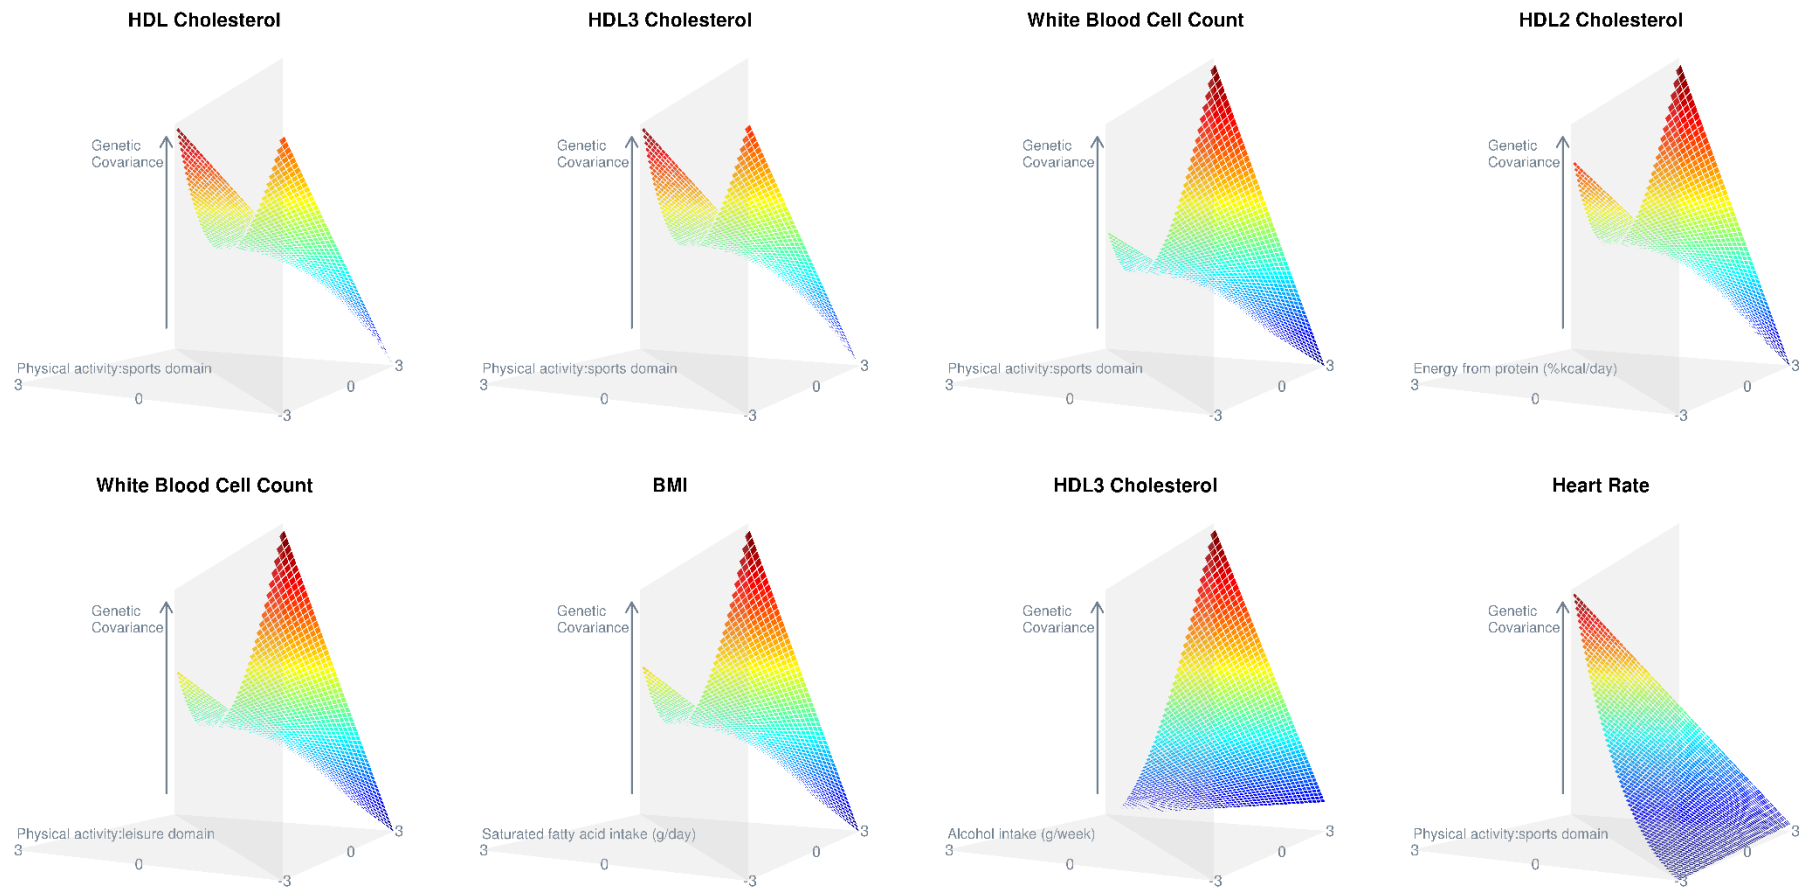 HDL Cholesterol
Genetic
Covariance
Physical activity:sports domain
3
0
-3
0
3
HDL3 Cholesterol
Genetic
Covariance
Physical activity:sports domain
3
0
-3
0
3
White Blood Cell Count
Genetic
Covariance
Physical activity:sports domain
3
0
-3
0
3
HDL2 Cholesterol
Genetic
Covariance
Energy from protein (%kcal/day)
3
0
-3
0
3
White Blood Cell Count
Genetic
Covariance
Physical activity:leisure domain
3
0
-3
0
3
BMI
Genetic
Covariance
Saturated fatty acid intake (g/day)
3
0
-3
0
3
HDL3 Cholesterol
Genetic
Covariance
Alcohol intake (g/week)
3
0
-3
0
3
Heart Rate
Genetic
Covariance
Physical activity:sports domain
3
0
-3
0
3